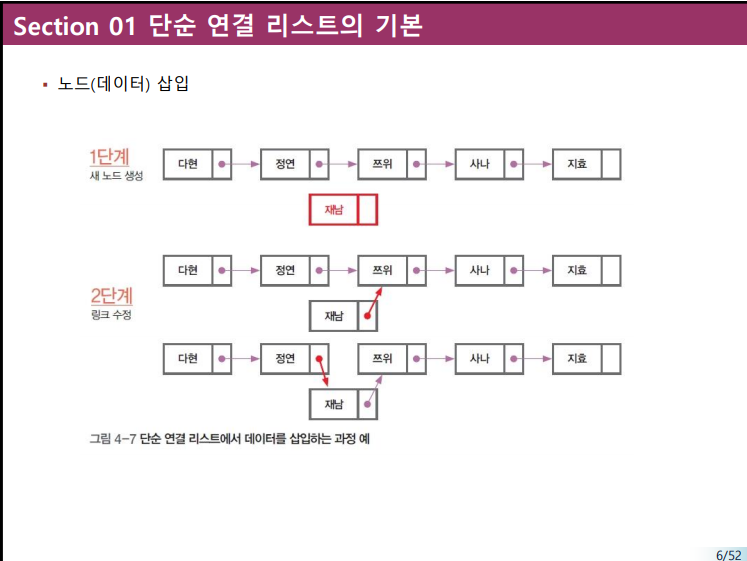 Section 01 단순 연결 리스트의 기본
▪ 노드(데이터) 삽입
1단계
새 노드 생성
다현 정연 쯔위 사나 지효
재남
2단계
링크 수정
다현 정연 쯔위 사나 지효
재남
다현 정연 쯔위 사나 지효
재남
그림 4-7 단순 연결 리스트에서 데이터를 삽입하는 과정 예
6/52